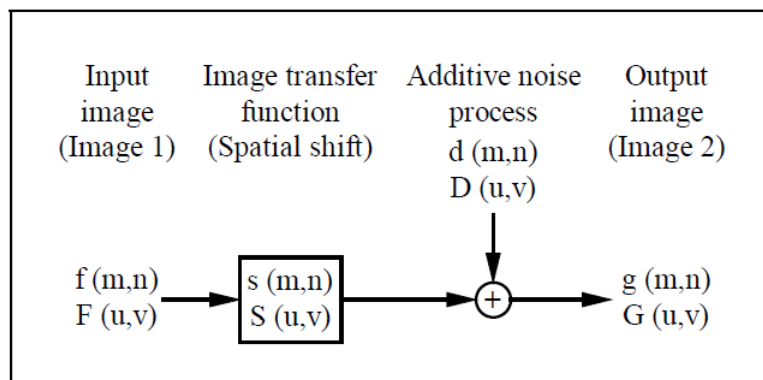 Input
image
(Image 1)
Image transfer
function
(Spatial shift)
Additive noise
process
d (m,n)
D (u,v)
Output
image
(Image 2)
f (m,n)
F (u,v)
s (m,n)
S (u,v)
+
g (m,n)
G (u,v)